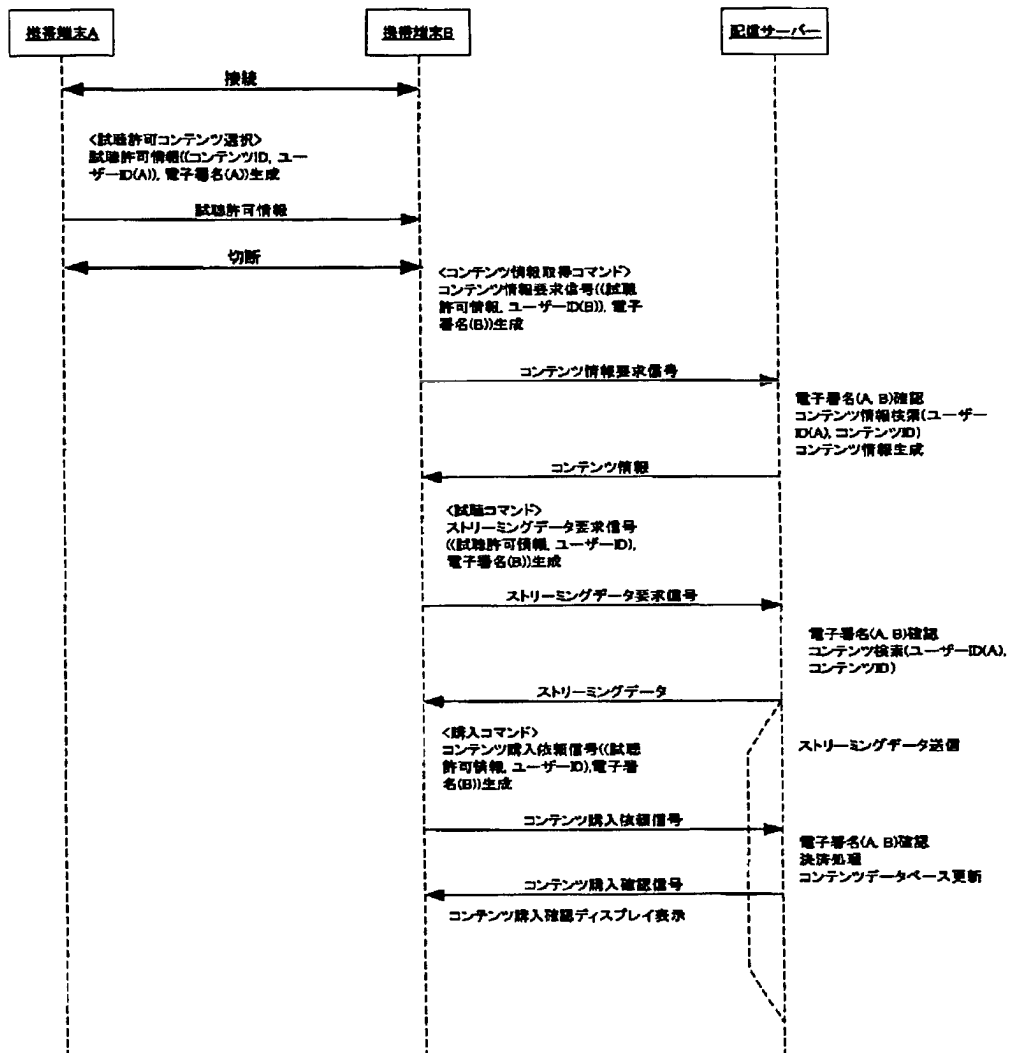 携帯端末A
携帯端末B
配信サーバー
接続
<試聴許可コンテンツ選択>
試聴許可情報((コンテンツID, ユー
ザーID(A)), 電子署名(A))生成
試聴許可情報
切断
<コンテンツ情報取得コマンド>
コンテンツ情報要求信号((試聴
許可情報, ユーザーID(B)), 電子
署名(B))生成
コンテンツ情報要求信号
電子署名(A, B)確認
コンテンツ情報検索(ユーザー
ID(A), コンテンツID)
コンテンツ情報生成
コンテンツ情報
<試聴コマンド>
ストリーミングデータ要求信号
((試聴許可情報, ユーザーID),
電子署名(B))生成
ストリーミングデータ要求信号
電子署名(A, B)確認
コンテンツ検索(ユーザーID(A),
コンテンツID)
ストリーミングデータ
<購入コマンド>
コンテンツ購入依頼信号((試聴
許可情報, ユーザーID),電子署
名(B))生成
ストリーミングデータ送信
コンテンツ購入依頼信号
電子署名(A, B)確認
決済処理
コンテンツデータベース更新
コンテンツ購入確認信号
コンテンツ購入確認ディスプレイ表示